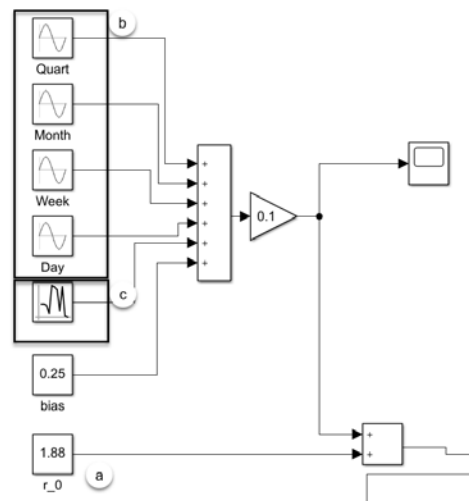 b
Quart
Month
Week
Day
c
+
+
+
+
+
+
0.1
0.25
bias
1.88
r_0
a
+
+